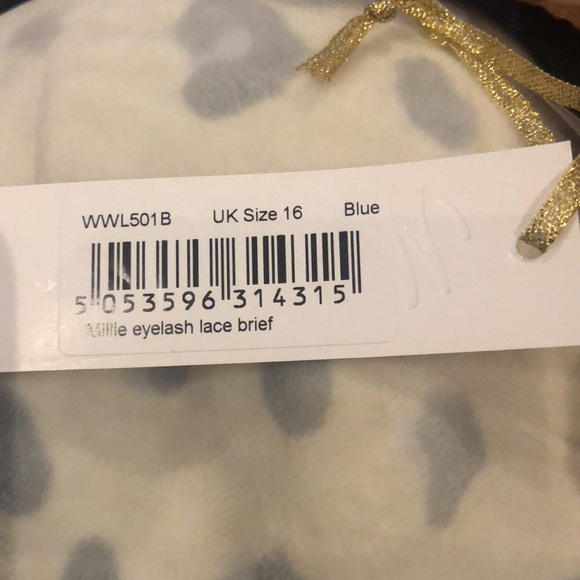 WWL501B UK Size 16 Blue
5 053596 314315
Millie eyelash lace brief